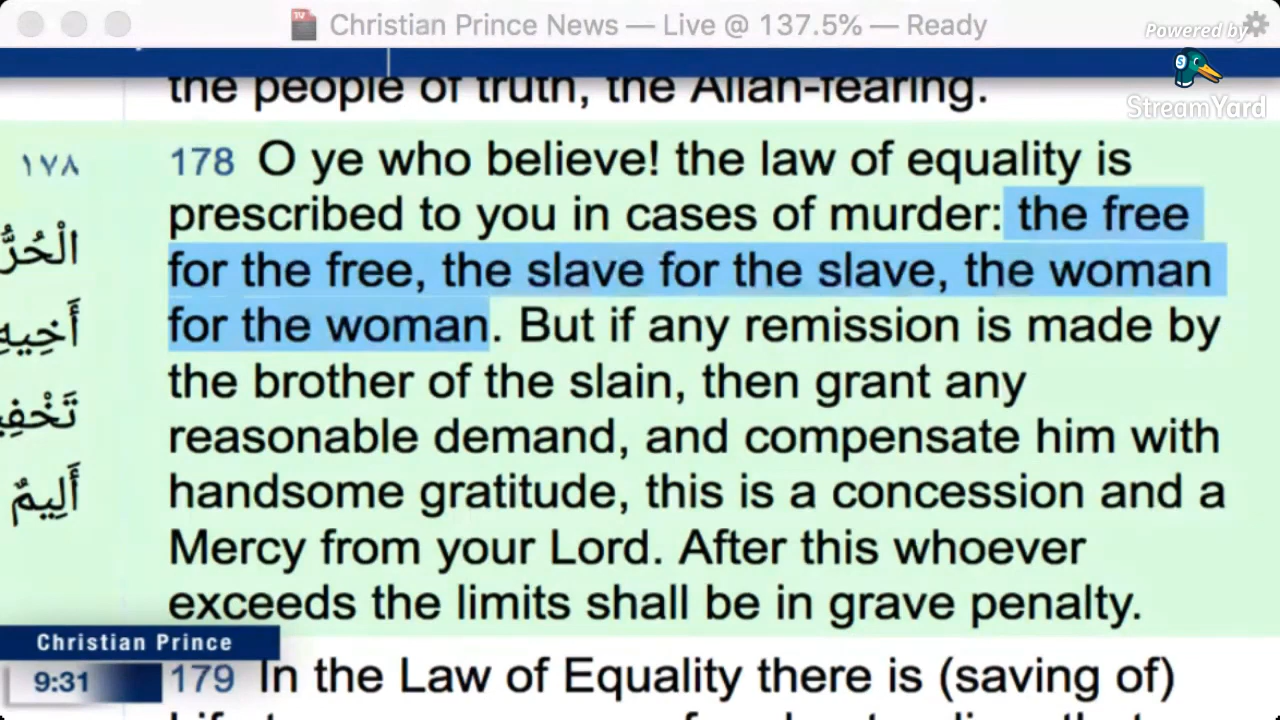 Christian Prince News — Live @ 137.5% — Ready
Powered by
StreamYard
the people of truth, the Allah-fearing.
١٧٨
178 O ye who believe! the law of equality is
prescribed to you in cases of murder: the free
for the free, the slave for the slave, the woman
for the woman. But if any remission is made by
the brother of the slain, then grant any
reasonable demand, and compensate him with
handsome gratitude, this is a concession and a
Mercy from your Lord. After this whoever
exceeds the limits shall be in grave penalty.
الْحُرُّ
أَلِيمٌ
Christian Prince
9:31
179 In the Law of Equality there is (saving of)